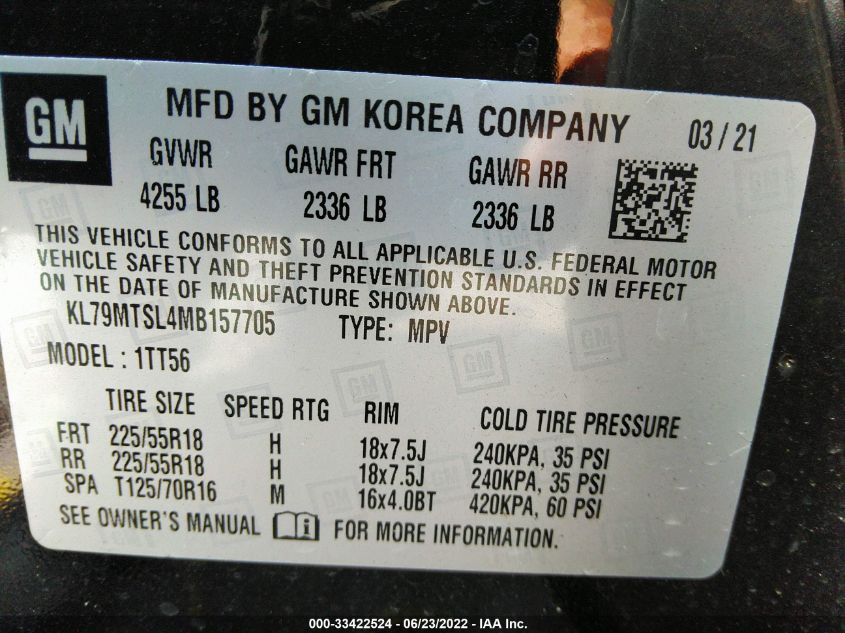 GM
MFD BY GM KOREA COMPANY 03 / 21
GVWR GAWR FRT GAWR RR
4255 LB 2336 LB 2336 LB
THIS VEHICLE CONFORMS TO ALL APPLICABLE U.S. FEDERAL MOTOR
VEHICLE SAFETY AND THEFT PREVENTION STANDARDS IN EFFECT
ON THE DATE OF MANUFACTURE SHOWN ABOVE.
KL79MTSL4MB157705 TYPE: MPV
MODEL : 1TT56
TIRE SIZE SPEED RTG RIM COLD TIRE PRESSURE
FRT 225/55R18 H 18x7.5J 240KPA, 35 PSI
RR 225/55R18 H 18x7.5J 240KPA, 35 PSI
SPA T125/70R16 M 16x4.0BT 420KPA, 60 PSI
SEE OWNER'S MANUAL i FOR MORE INFORMATION.
000-33422524 - 06/23/2022 - IAA Inc.